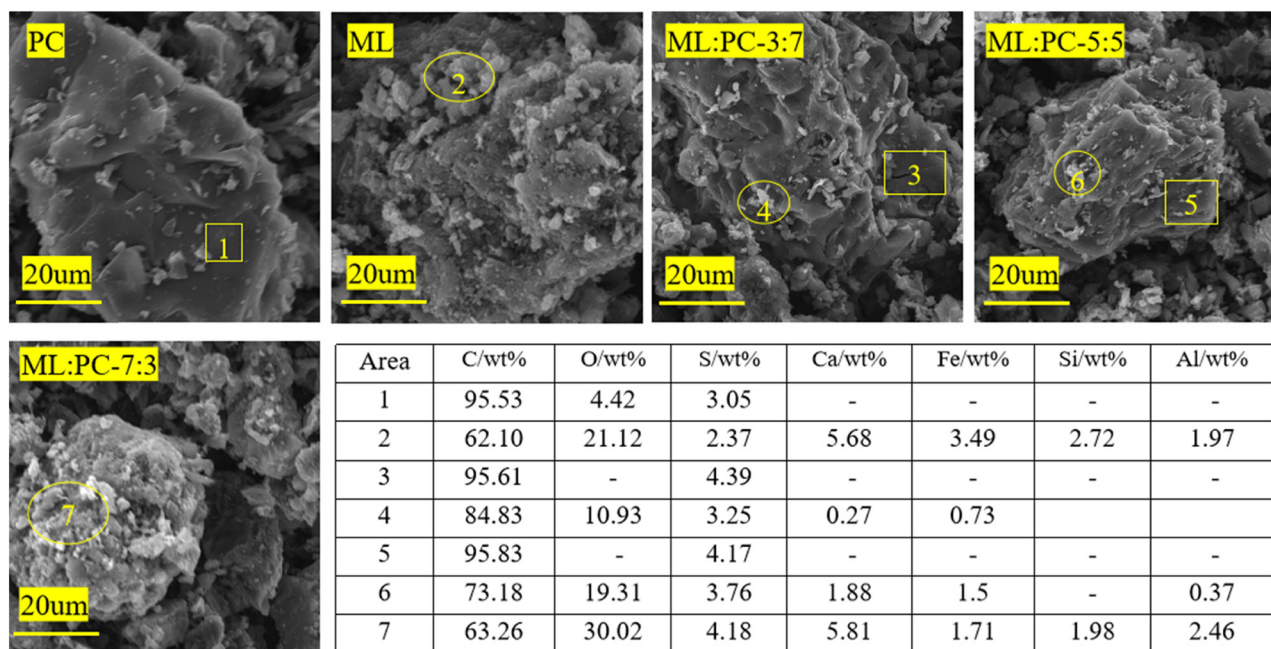 PC
ML
ML:PC-3:7
ML:PC-5:5
2
3
6
4
5
1
20um
20um
20um
20um
ML:PC-7:3
7
20um
Area C/wt% O/wt% S/wt% Ca/wt% Fe/wt% Si/wt% Al/wt%
1 95.53 4.42 3.05 - - - -
2 62.10 21.12 2.37 5.68 3.49 2.72 1.97
3 95.61 - 4.39 - - - -
4 84.83 10.93 3.25 0.27 0.73
5 95.83 - 4.17 - - - -
6 73.18 19.31 3.76 1.88 1.5 - 0.37
7 63.26 30.02 4.18 5.81 1.71 1.98 2.46